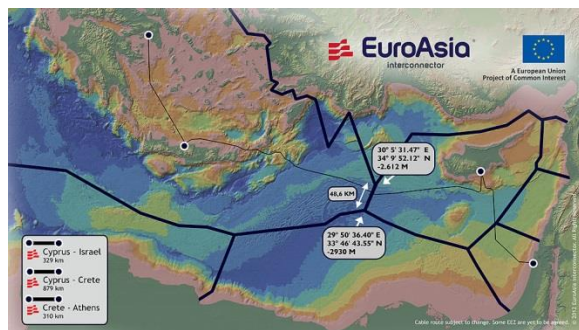 EuroAsia
interconnector
A European Union
Project of Common Interest
30° 5' 31.47" E
34° 9' 52.12" N
-2.612 M
48,6 KM
29° 50' 36.40" E
33° 46' 43.55" N
-2930 M
Cyprus - Israel
329 km
Cyprus - Crete
879 km
Crete - Athens
310 km
Cable route subject to change. Some EEZ are yet to be agreed.